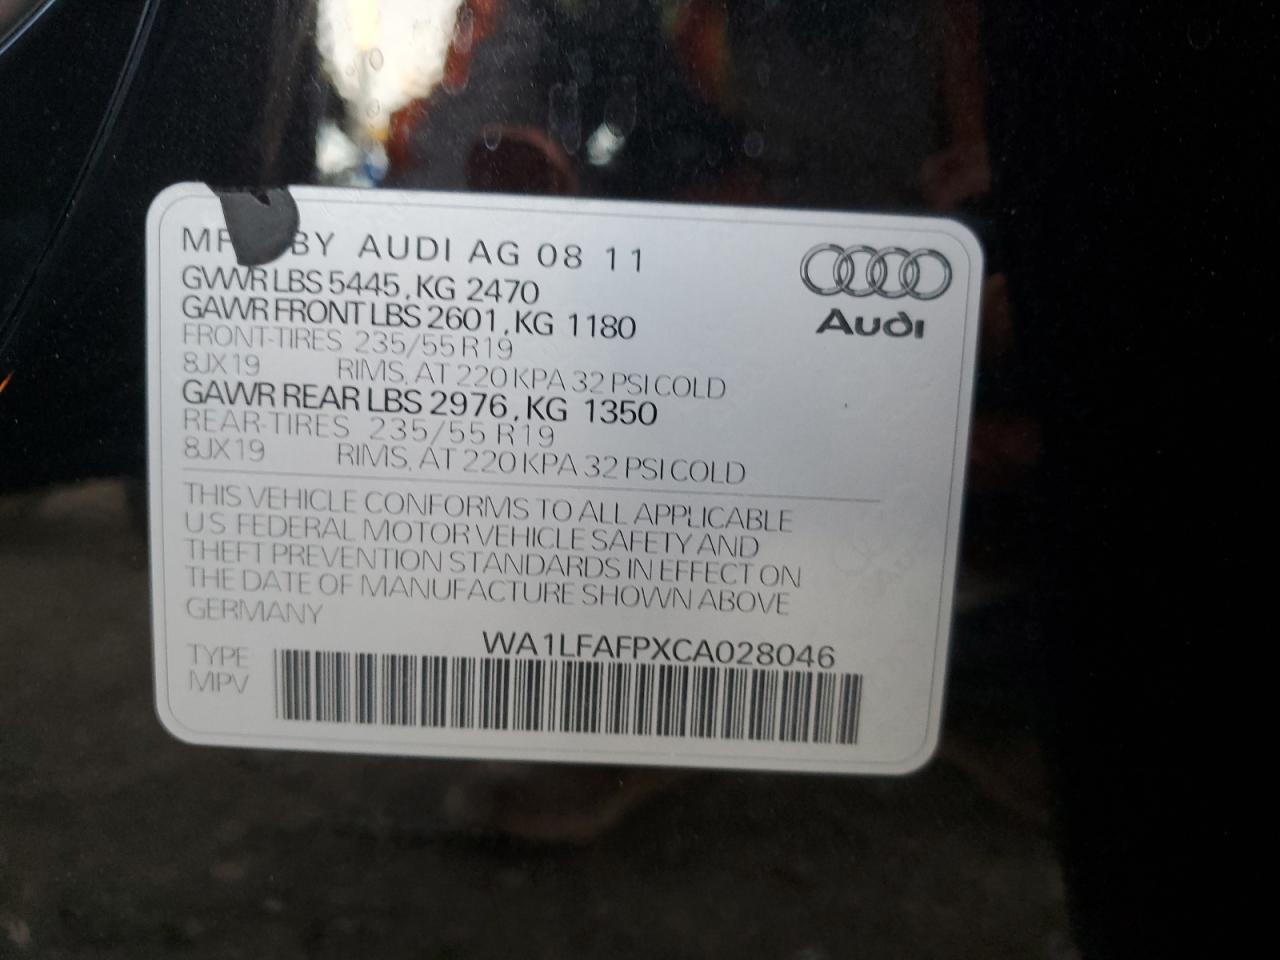 MF BY AUDI AG 08 11
GVWR LBS 5445, KG 2470
GAWR FRONT LBS 2601, KG 1180
FRONT-TIRES 235/55 R19
8JX19 RIMS, AT 220 KPA 32 PSI COLD
GAWR REAR LBS 2976, KG 1350
REAR-TIRES 235/55 R19
8JX19 RIMS, AT 220 KPA 32 PSI COLD
Audi
THIS VEHICLE CONFORMS TO ALL APPLICABLE
US FEDERAL MOTOR VEHICLE SAFETY AND
THEFT PREVENTION STANDARDS IN EFFECT ON
THE DATE OF MANUFACTURE SHOWN ABOVE
GERMANY
WA1LFAFPXCA028046
TYPE
MPV